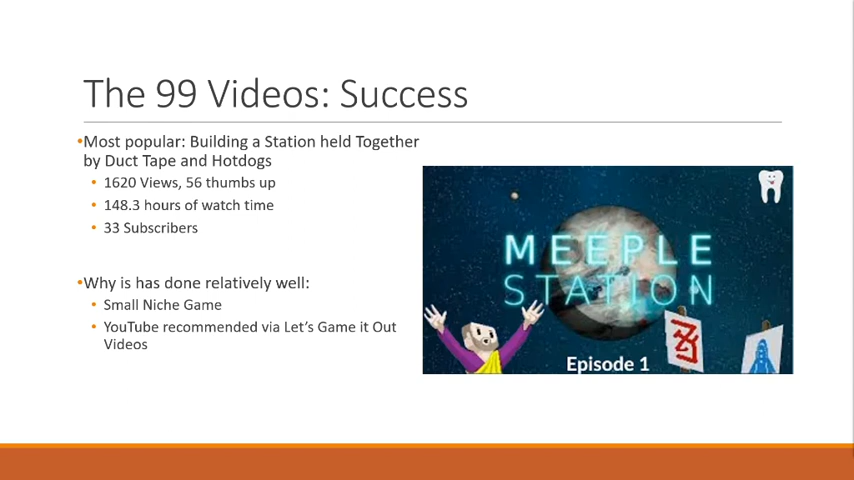 The 99 Videos: Success
•Most popular: Building a Station held Together
by Duct Tape and Hotdogs
• 1620 Views, 56 thumbs up
• 148.3 hours of watch time
• 33 Subscribers
•Why is has done relatively well:
• Small Niche Game
• YouTube recommended via Let's Game it Out
Videos
MEEPLE
STATION
Episode 1